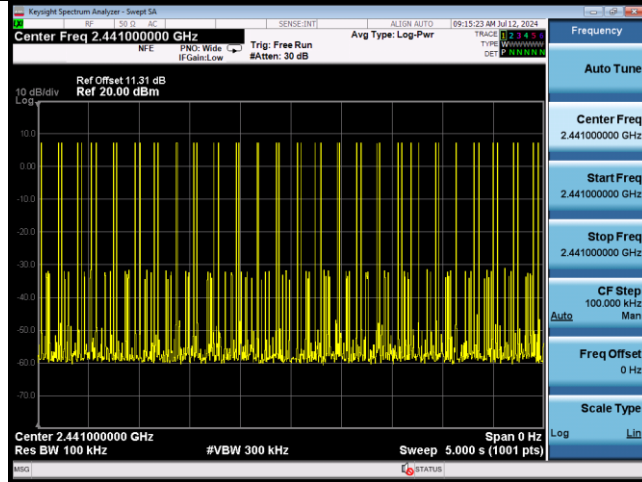 Keysight Spectrum Analyzer - Swept SA
RF 50 Ω AC SENSE:INT ALIGN AUTO 09:15:23 AM Jul 12, 2024
Center Freq 2.441000000 GHz
NFE PNO: Wide IFGain:Low
Trig: Free Run #Atten: 30 dB
Avg Type: Log-Pwr
TRACE 1 2 3 4 5 6
TYPE WWWWWW
DET P NNNNN
Ref Offset 11.31 dB
10 dB/div Ref 20.00 dBm
Log
10.0
0.00
-10.0
-20.0
-30.0
-40.0
-50.0
-60.0
-70.0
Center 2.441000000 GHz Span 0 Hz
Res BW 100 kHz #VBW 300 kHz Sweep 5.000 s (1001 pts)
MSG STATUS
Frequency
Auto Tune
Center Freq
2.441000000 GHz
Start Freq
2.441000000 GHz
Stop Freq
2.441000000 GHz
CF Step
100.000 kHz
Auto Man
Freq Offset
0 Hz
Scale Type
Log Lin